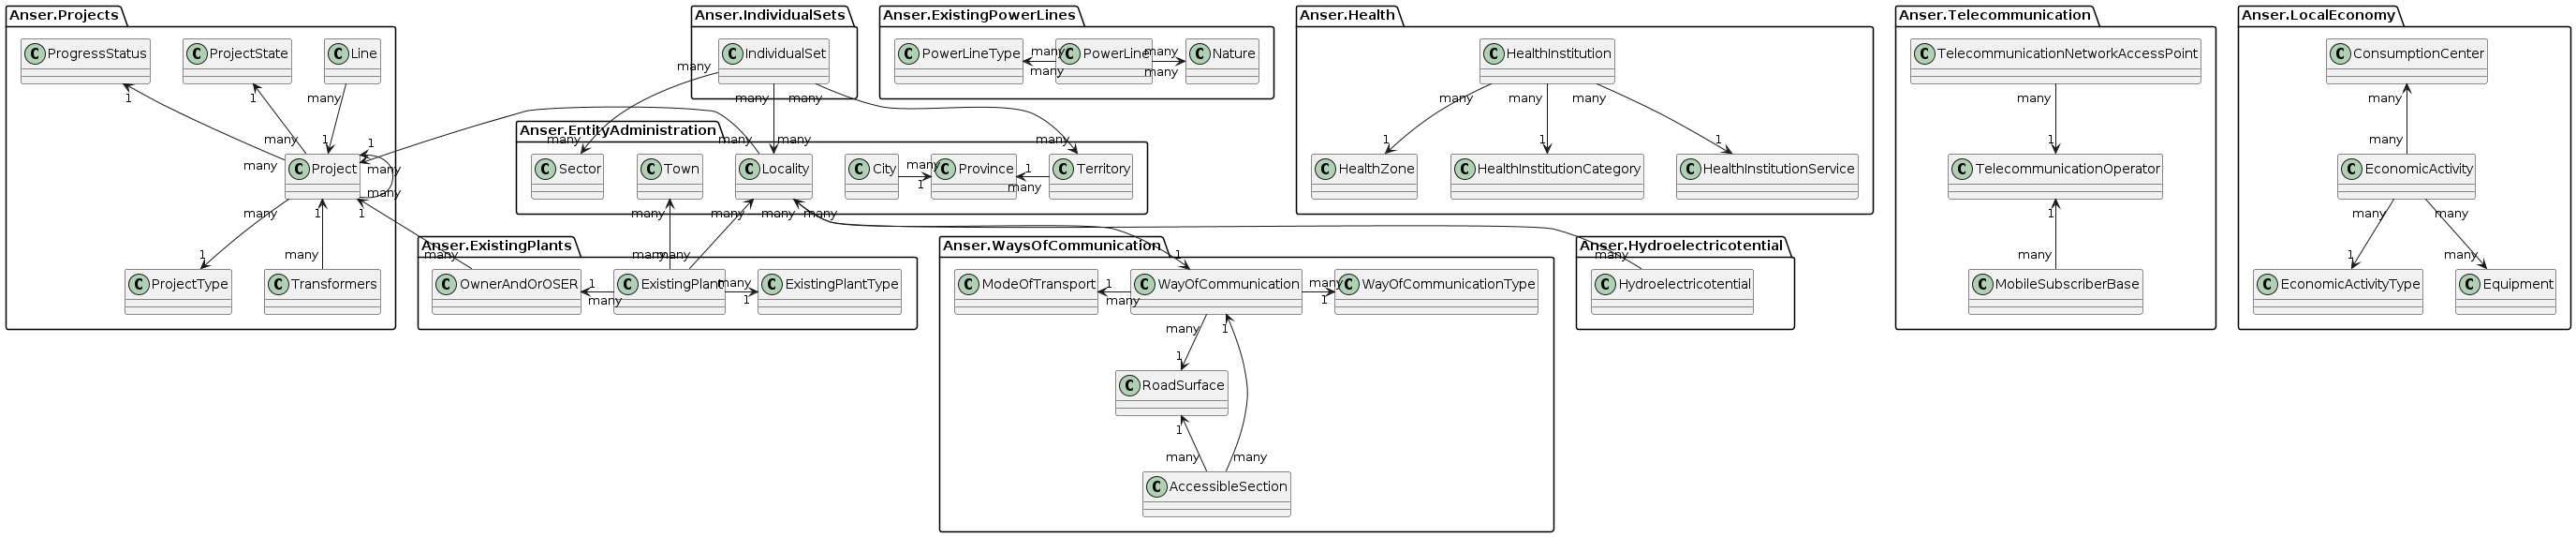 Anser.Projects
Anser.IndividualSets
Anser.ExistingPowerLines
Anser.Health
Anser.Telecommunication
Anser.LocalEconomy
C ProgressStatus
C ProjectState
C Line
C IndividualSet
C PowerLineType
many
many
C PowerLine
many
many
C Nature
C HealthInstitution
C TelecommunicationNetworkAccessPoint
C ConsumptionCenter
1
1
many
many
many
many
many
many
many
many
many
many
Anser.EntityAdministration
many
1
1
many
many
many
many
1
1
1
1
many
many
C Project
1
many
many
C Sector
C Town
C Locality
C City
many
1
C Province
1
many
C Territory
C HealthZone
C HealthInstitutionCategory
C HealthInstitutionService
C TelecommunicationOperator
C EconomicActivity
many
1
1
many
many
many
many
1
many
many
Anser.ExistingPlants
Anser.WaysOfCommunication
Anser.Hydroelectricotential
1
many
many
many
many
1
many
many
1
many
C ProjectType
C Transformers
C OwnerAndOrOSER
1
many
C ExistingPlant
many
1
C ExistingPlantType
C ModeOfTransport
1
many
C WayOfCommunication
many
1
C WayOfCommunicationType
C Hydroelectricotential
C MobileSubscriberBase
C EconomicActivityType
C Equipment
many
1
1
C RoadSurface
1
many
many
C AccessibleSection